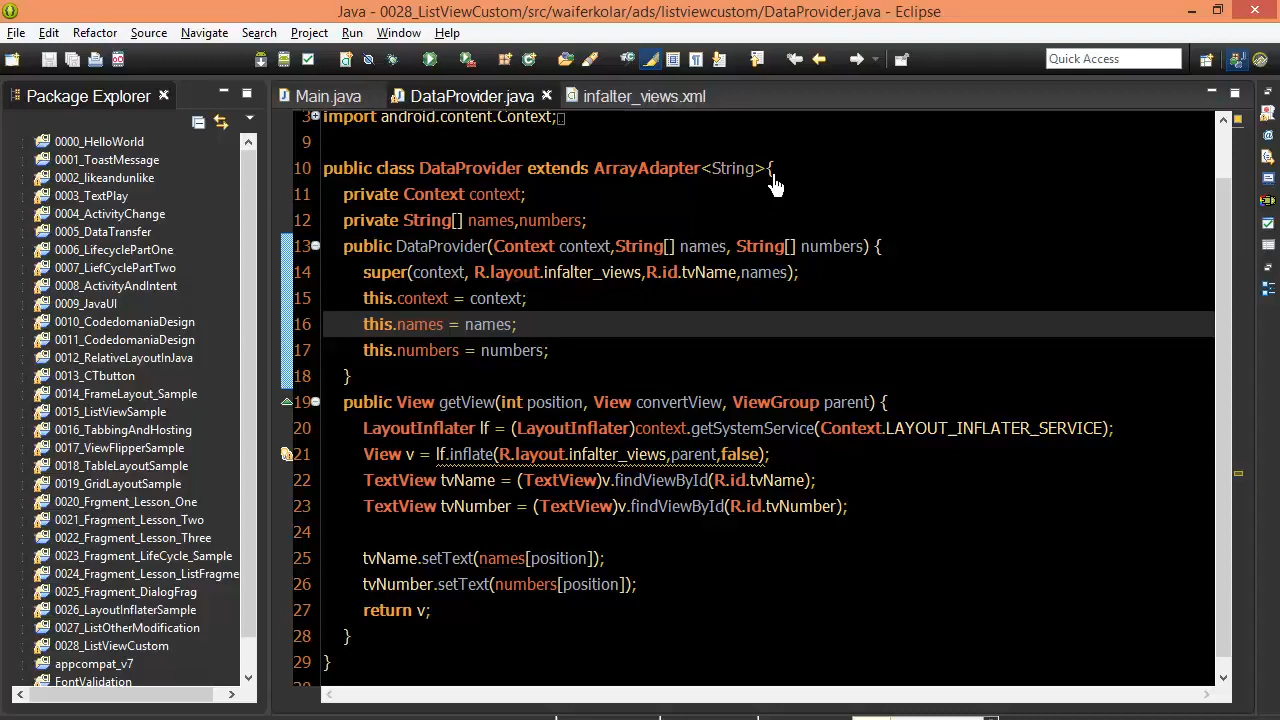 Java - 0028_ListViewCustom/src/waiferkolar/ads/listviewcustom/DataProvider.java - Eclipse
File Edit Refactor Source Navigate Search Project Run Window Help
Quick Access
Package Explorer
Main.java DataProvider.java infalter_views.xml
0000_HelloWorld
0001_ToastMessage
0002_likeandunlike
0003_TextPlay
0004_ActivityChange
0005_DataTransfer
0006_LifecyclePartOne
0007_LiefCyclePartTwo
0008_ActivityAndIntent
0009_JavaUI
0010_CodedomaniaDesign
0011_CodedomaniaDesign
0012_RelativeLayoutInJava
0013_CTbutton
0014_FrameLayout_Sample
0015_ListViewSample
0016_TabbingAndHosting
0017_ViewFlipperSample
0018_TableLayoutSample
0019_GridLayoutSample
0020_Frgment_Lesson_One
0021_Fragment_Lesson_Two
0022_Fragment_Lesson_Three
0023_Fragment_LifeCycle_Sample
0024_Fragment_Lesson_ListFragme
0025_Fragment_DialogFrag
0026_LayoutInflaterSample
0027_ListOtherModification
0028_ListViewCustom
appcompat_v7
FontValidation
3 import android.content.Context;
9
10 public class DataProvider extends ArrayAdapter<String>{
11 private Context context;
12 private String[] names,numbers;
13 public DataProvider(Context context,String[] names, String[] numbers) {
14 super(context, R.layout.infalter_views,R.id.tvName,names);
15 this.context = context;
16 this.names = names;
17 this.numbers = numbers;
18 }
19 public View getView(int position, View convertView, ViewGroup parent) {
20 LayoutInflater lf = (LayoutInflater)context.getSystemService(Context.LAYOUT_INFLATER_SERVICE);
21 View v = lf.inflate(R.layout.infalter_views,parent,false);
22 TextView tvName = (TextView)v.findViewById(R.id.tvName);
23 TextView tvNumber = (TextView)v.findViewById(R.id.tvNumber);
24
25 tvName.setText(names[position]);
26 tvNumber.setText(numbers[position]);
27 return v;
28 }
29 }